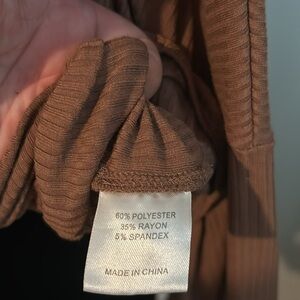 60% POLYESTER
35% RAYON
5% SPANDEX
MADE IN CHINA